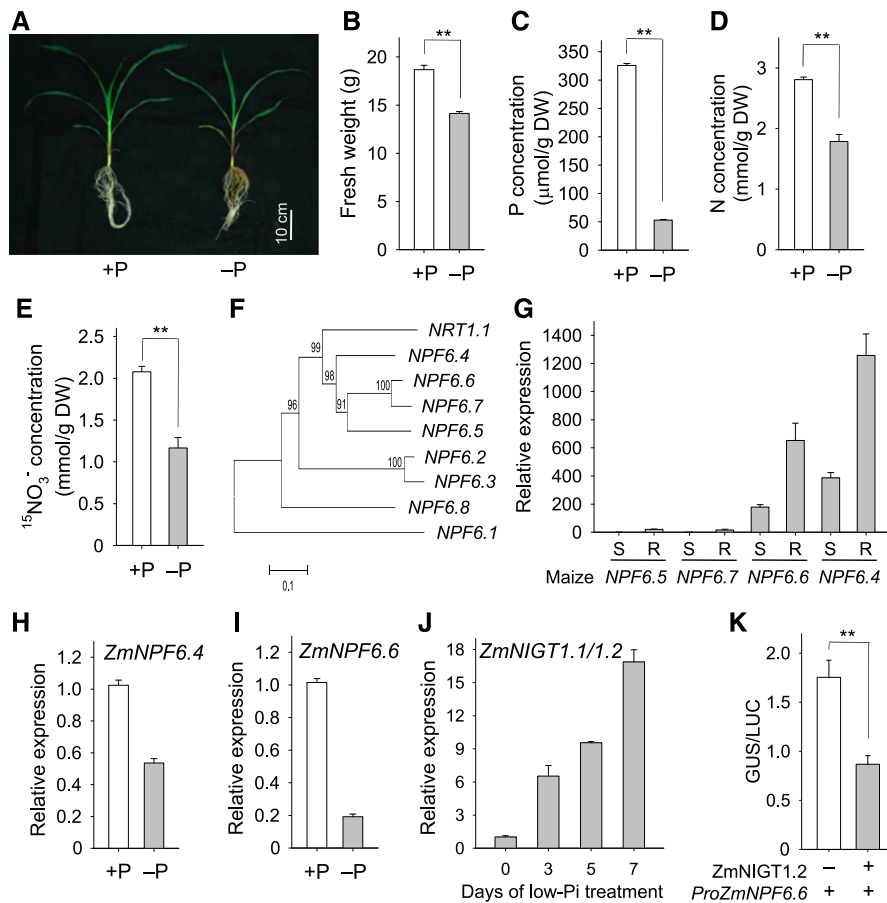 A
10 cm
+P –P
B
Fresh weight (g)
20
15
10
5
0
**
+P –P
C
P concentration
(µmol/g DW)
350
300
250
200
150
100
50
0
**
+P –P
D
N concentration
(mmol/g DW)
3
2
1
0
**
+P –P
E
15NO3- concentration
(mmol/g DW)
2.5
2.0
1.5
1.0
0.5
0
**
+P –P
F
NRT1.1
NPF6.4
NPF6.6
NPF6.7
NPF6.5
NPF6.2
NPF6.3
NPF6.8
NPF6.1
99
98
100
91
96
100
0.1
G
Relative expression
1400
1200
1000
800
600
400
200
0
S R S R S R S R
Maize NPF6.5 NPF6.7 NPF6.6 NPF6.4
H
ZmNPF6.4
Relative expression
1.2
1.0
0.8
0.6
0.4
0.2
0
+P –P
I
ZmNPF6.6
Relative expression
1.2
1.0
0.8
0.6
0.4
0.2
0
+P –P
J
ZmNIGT1.1/1.2
Relative expression
18
15
12
9
6
3
0
0 3 5 7
Days of low-Pi treatment
K
GUS/LUC
2.0
1.5
1.0
0.5
0
**
ZmNIGT1.2 – +
ProZmNPF6.6 + +